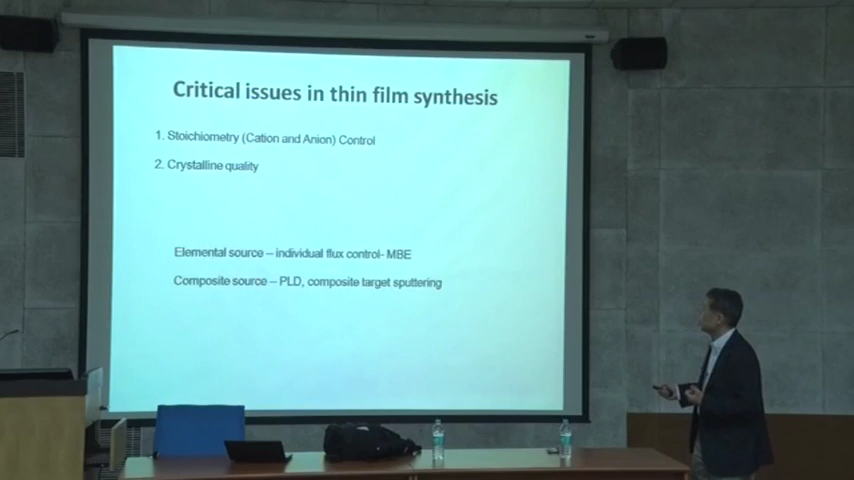 Critical issues in thin film synthesis
1. Stoichiometry (Cation and Anion) Control
2. Crystalline quality
Elemental source – individual flux control- MBE
Composite source – PLD, composite target sputtering